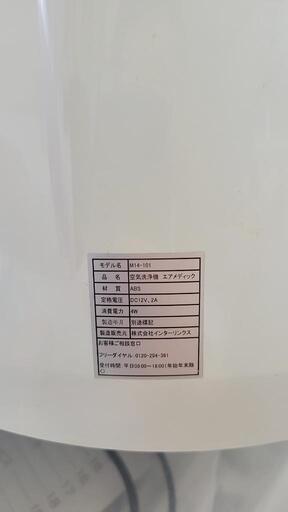 モデル名 M14-101
品 名 空気洗浄機 エアメディック
材 質 ABS
定格電圧 DC12V、2A
消費電力 4W
製造年月 別途標記
製造販売元 株式会社インターリンクス
お客様ご相談窓口
フリーダイヤル:0120-294-361
受付時間:平日09:00~18:00(年始年末除
く)